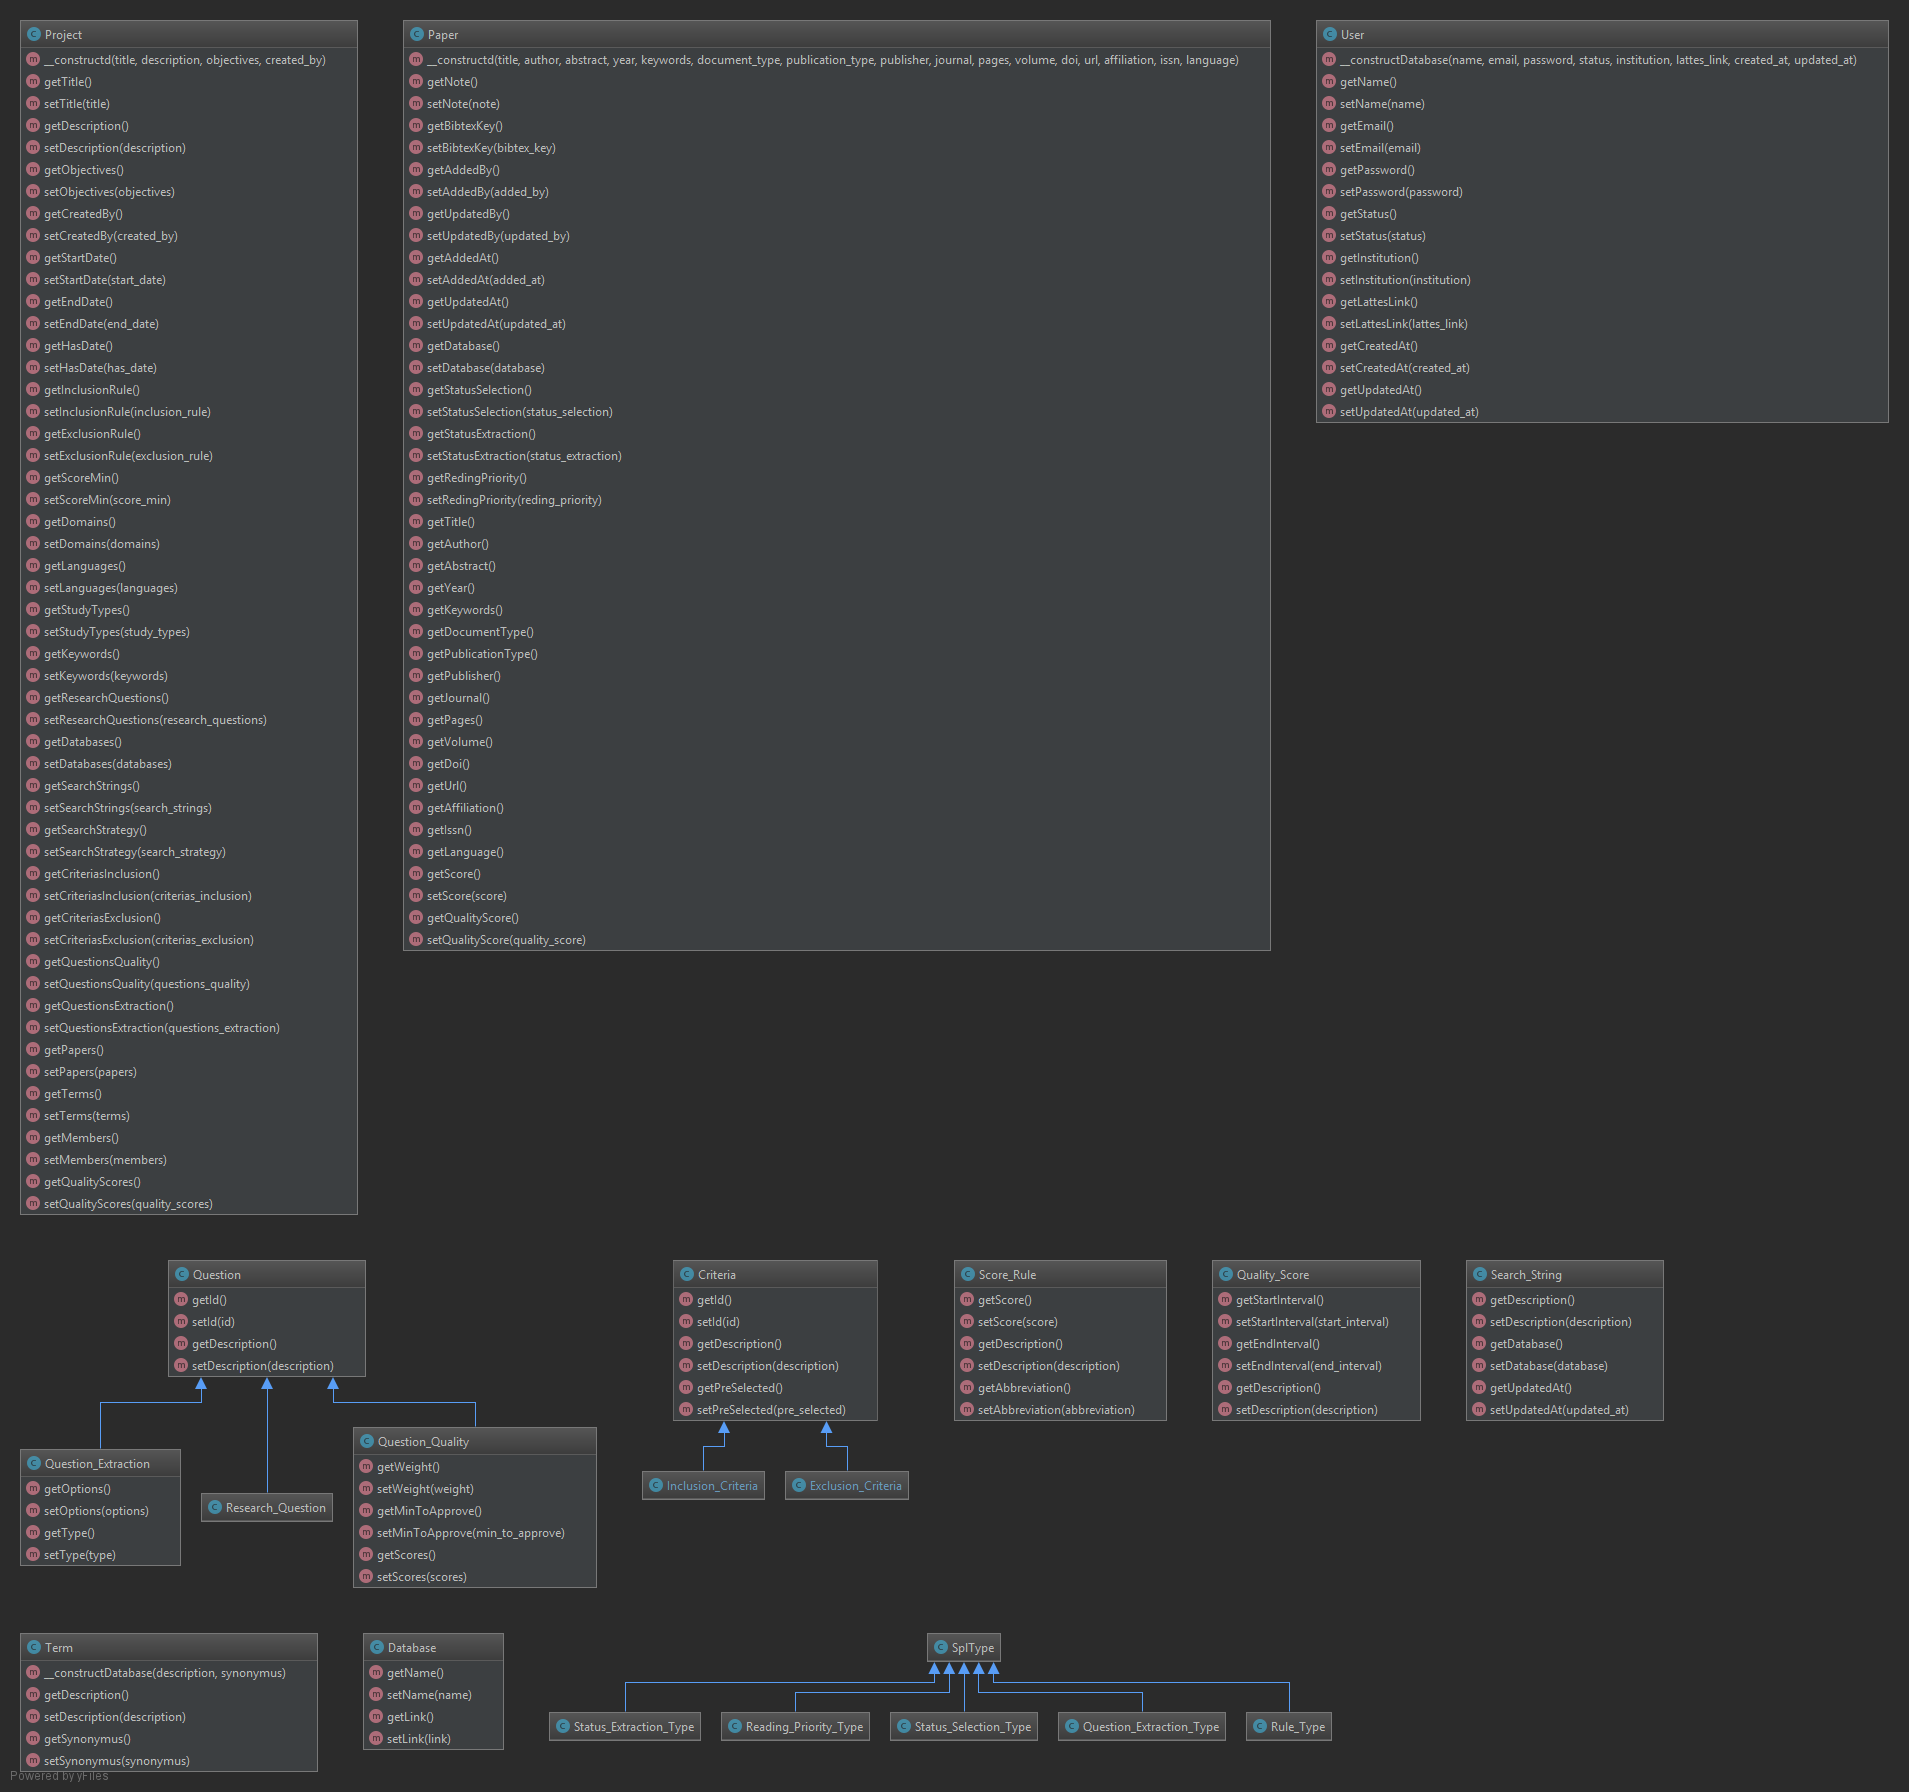 Project
__constructd(title, description, objectives, created_by)
getTitle()
setTitle(title)
getDescription()
setDescription(description)
getObjectives()
setObjectives(objectives)
getCreatedBy()
setCreatedBy(created_by)
getStartDate()
setStartDate(start_date)
getEndDate()
setEndDate(end_date)
getHasDate()
setHasDate(has_date)
getInclusionRule()
setInclusionRule(inclusion_rule)
getExclusionRule()
setExclusionRule(exclusion_rule)
getScoreMin()
setScoreMin(score_min)
getDomains()
setDomains(domains)
getLanguages()
setLanguages(languages)
getStudyTypes()
setStudyTypes(study_types)
getKeywords()
setKeywords(keywords)
getResearchQuestions()
setResearchQuestions(research_questions)
getDatabases()
setDatabases(databases)
getSearchStrings()
setSearchStrings(search_strings)
getSearchStrategy()
setSearchStrategy(search_strategy)
getCriteriasInclusion()
setCriteriasInclusion(criterias_inclusion)
getCriteriasExclusion()
setCriteriasExclusion(criterias_exclusion)
getQuestionsQuality()
setQuestionsQuality(questions_quality)
getQuestionsExtraction()
setQuestionsExtraction(questions_extraction)
getPapers()
setPapers(papers)
getTerms()
setTerms(terms)
getMembers()
setMembers(members)
getQualityScores()
setQualityScores(quality_scores)
Paper
__constructd(title, author, abstract, year, keywords, document_type, publication_type, publisher, journal, pages, volume, doi, url, affiliation, issn, language)
getNote()
setNote(note)
getBibtexKey()
setBibtexKey(bibtex_key)
getAddedBy()
setAddedBy(added_by)
getUpdatedBy()
setUpdatedBy(updated_by)
getAddedAt()
setAddedAt(added_at)
getUpdatedAt()
setUpdatedAt(updated_at)
getDatabase()
setDatabase(database)
getStatusSelection()
setStatusSelection(status_selection)
getStatusExtraction()
setStatusExtraction(status_extraction)
getRedingPriority()
setRedingPriority(reding_priority)
getTitle()
getAuthor()
getAbstract()
getYear()
getKeywords()
getDocumentType()
getPublicationType()
getPublisher()
getJournal()
getPages()
getVolume()
getDoi()
getUrl()
getAffiliation()
getIssn()
getLanguage()
getScore()
setScore(score)
getQualityScore()
setQualityScore(quality_score)
User
__constructDatabase(name, email, password, status, institution, lattes_link, created_at, updated_at)
getName()
setName(name)
getEmail()
setEmail(email)
getPassword()
setPassword(password)
getStatus()
setStatus(status)
getInstitution()
setInstitution(institution)
getLattesLink()
setLattesLink(lattes_link)
getCreatedAt()
setCreatedAt(created_at)
getUpdatedAt()
setUpdatedAt(updated_at)
Question
getId()
setId(id)
getDescription()
setDescription(description)
Criteria
getId()
setId(id)
getDescription()
setDescription(description)
getPreSelected()
setPreSelected(pre_selected)
Score_Rule
getScore()
setScore(score)
getDescription()
setDescription(description)
getAbbreviation()
setAbbreviation(abbreviation)
Quality_Score
getStartInterval()
setStartInterval(start_interval)
getEndInterval()
setEndInterval(end_interval)
getDescription()
setDescription(description)
Search_String
getDescription()
setDescription(description)
getDatabase()
setDatabase(database)
getUpdatedAt()
setUpdatedAt(updated_at)
Question_Extraction
getOptions()
setOptions(options)
getType()
setType(type)
Research_Question
Question_Quality
getWeight()
setWeight(weight)
getMinToApprove()
setMinToApprove(min_to_approve)
getScores()
setScores(scores)
Inclusion_Criteria
Exclusion_Criteria
Term
__constructDatabase(description, synonymus)
getDescription()
setDescription(description)
getSynonymus()
setSynonymus(synonymus)
Database
getName()
setName(name)
getLink()
setLink(link)
SplType
Status_Extraction_Type
Reading_Priority_Type
Status_Selection_Type
Question_Extraction_Type
Rule_Type
Powered by yFiles